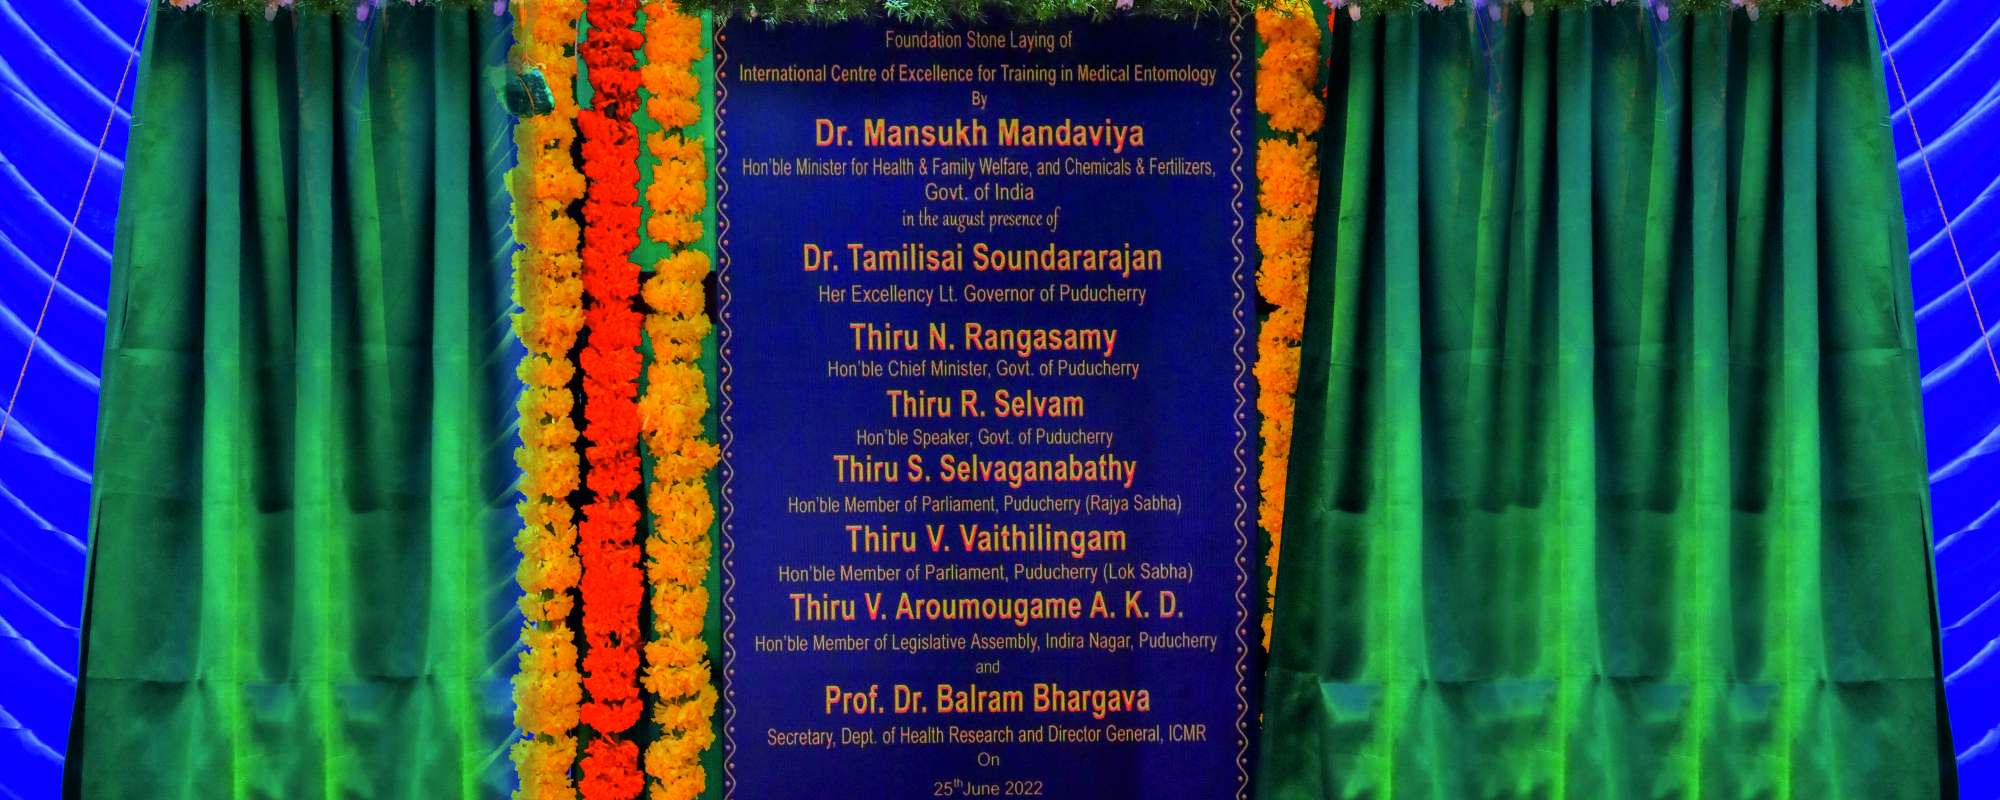 Foundation Stone Laying of
International Centre of Excellence for Training in Medical Entomology
By
Dr. Mansukh Mandaviya
Hon'ble Minister for Health & Family Welfare, and Chemicals & Fertilizers,
Govt. of India
in the august presence of
Dr. Tamilisai Soundararajan
Her Excellency Lt. Governor of Puducherry
Thiru N. Rangasamy
Hon'ble Chief Minister, Govt. of Puducherry
Thiru R. Selvam
Hon'ble Speaker, Govt. of Puducherry
Thiru S. Selvaganabathy
Hon'ble Member of Parliament, Puducherry (Rajya Sabha)
Thiru V. Vaithilingam
Hon'ble Member of Parliament, Puducherry (Lok Sabha)
Thiru V. Aroumougame A. K. D.
Hon'ble Member of Legislative Assembly, Indira Nagar, Puducherry
and
Prof. Dr. Balram Bhargava
Secretary, Dept. of Health Research and Director General, ICMR
On
25th June 2022